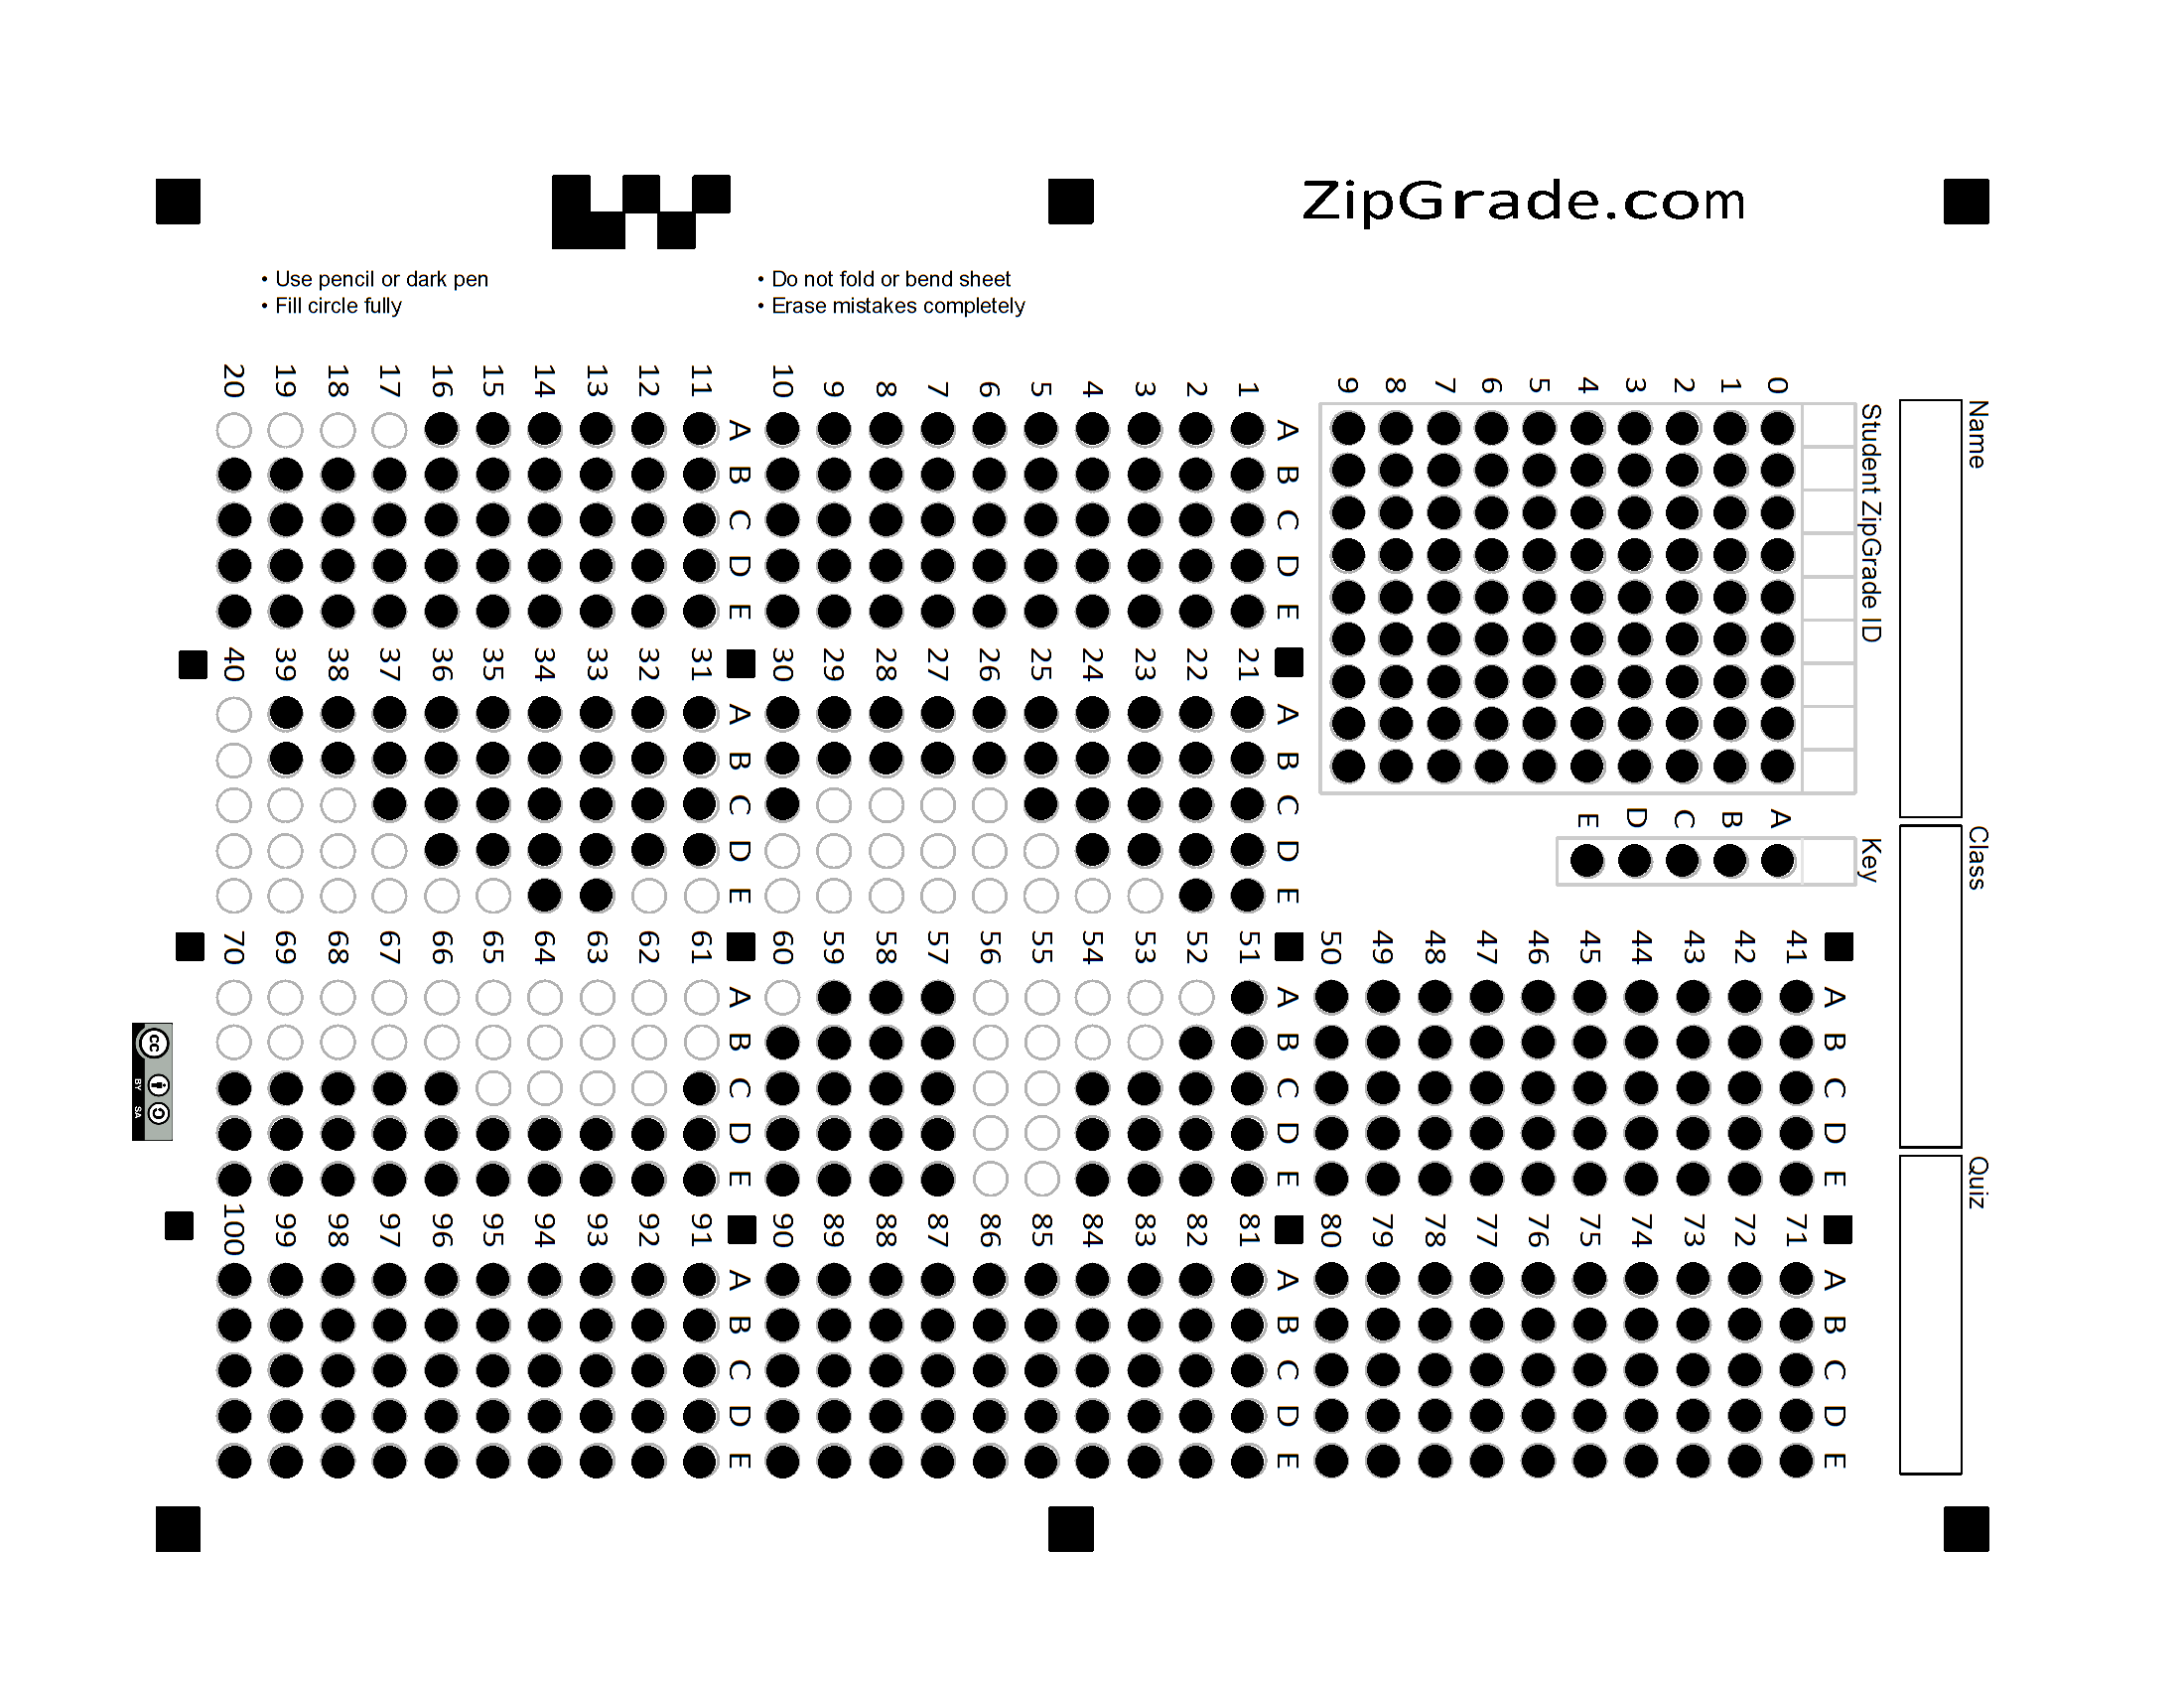 ZipGrade.com
• Use pencil or dark pen
• Fill circle fully
• Do not fold or bend sheet
• Erase mistakes completely
Name Class Quiz
Student ZipGrade ID
0
1
2
3
4
5
6
7
8
9
Key
A
B
C
D
E
A B C D E A B C D E
41 71
42 72
43 73
44 74
45 75
46 76
47 77
48 78
49 79
50 80
A B C D E A B C D E A B C D E A B C D E
1 21 51 81
2 22 52 82
3 23 53 83
4 24 54 84
5 25 55 85
6 26 56 86
7 27 57 87
8 28 58 88
9 29 59 89
10 30 60 90
A B C D E A B C D E A B C D E A B C D E
11 31 61 91
12 32 62 92
13 33 63 93
14 34 64 94
15 35 65 95
16 36 66 96
17 37 67 97
18 38 68 98
19 39 69 99
20 40 70 100
cc
BY SA